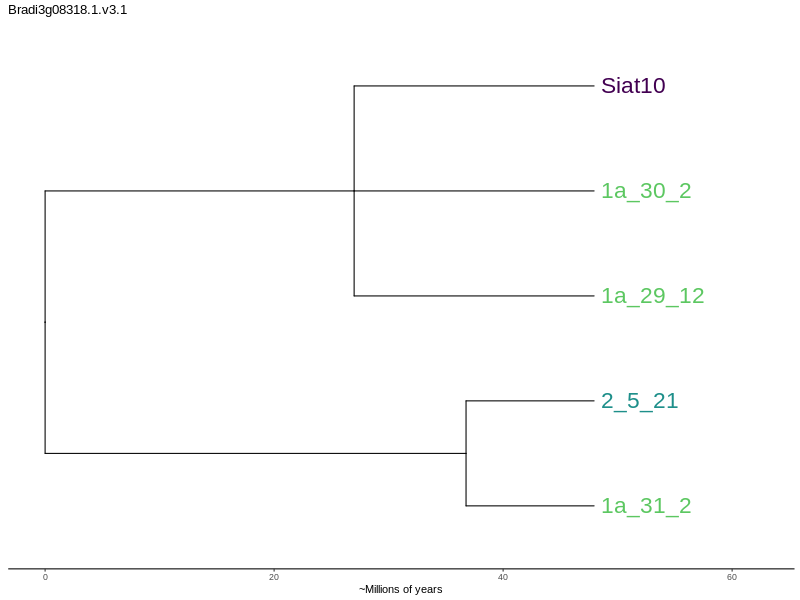 Bradi3g08318.1.v3.1
Siat10
1a_30_2
1a_29_12
2_5_21
1a_31_2
0 20 40 60
~Millions of years